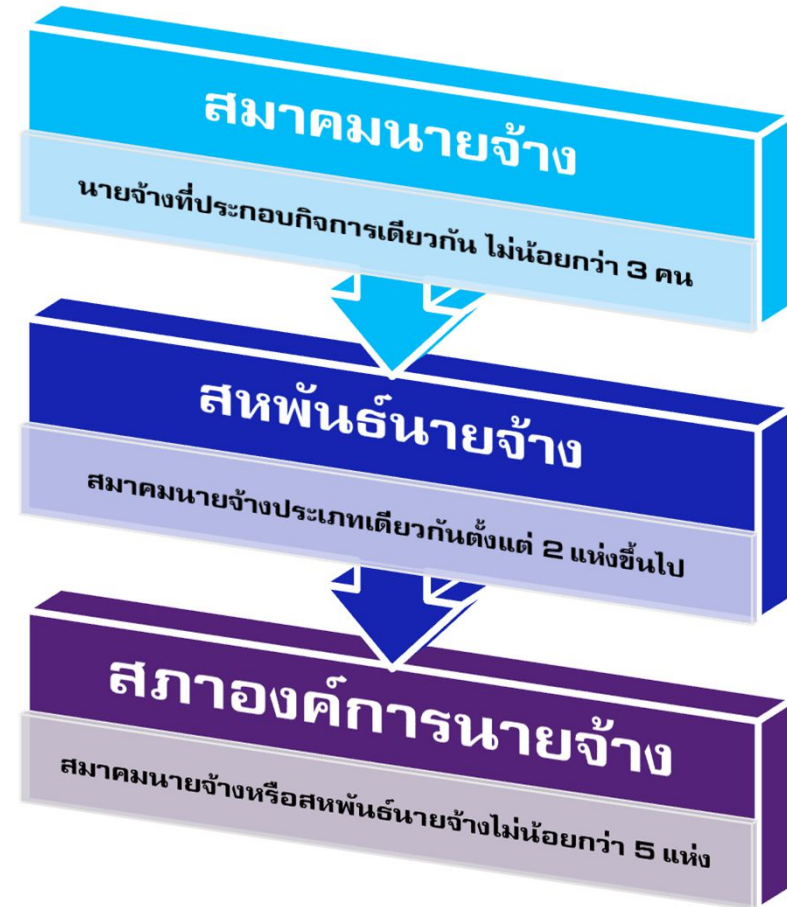 สมาคมนายจ้าง
นายจ้างที่ประกอบกิจการเดียวกัน ไม่น้อยกว่า 3 คน
สหพันธ์นายจ้าง
สมาคมนายจ้างประเภทเดียวกันตั้งแต่ 2 แห่งขึ้นไป
สภาองค์การนายจ้าง
สมาคมนายจ้างหรือสหพันธ์นายจ้างไม่น้อยกว่า 5 แห่ง